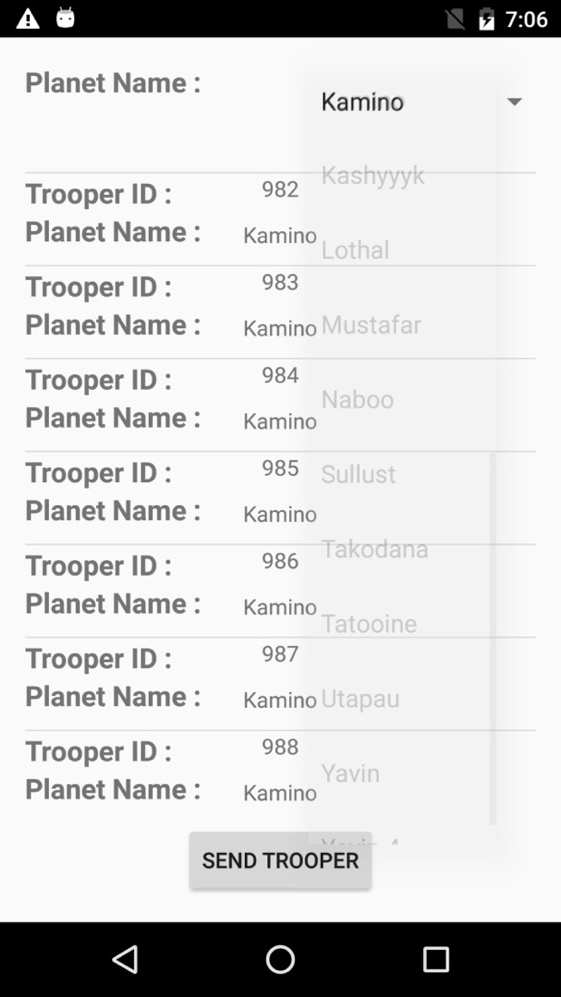 7:06
Planet Name :
Kamino
Kashyyyk
Trooper ID : 982
Planet Name : Kamino
Lothal
Trooper ID : 983
Planet Name : Kamino
Mustafar
Trooper ID : 984
Naboo
Planet Name : Kamino
Trooper ID : 985
Sullust
Planet Name : Kamino
Takodana
Trooper ID : 986
Planet Name : Kamino
Tatooine
Trooper ID : 987
Planet Name : Kamino
Utapau
Trooper ID : 988
Yavin
Planet Name : Kamino
Yavin 4
SEND TROOPER